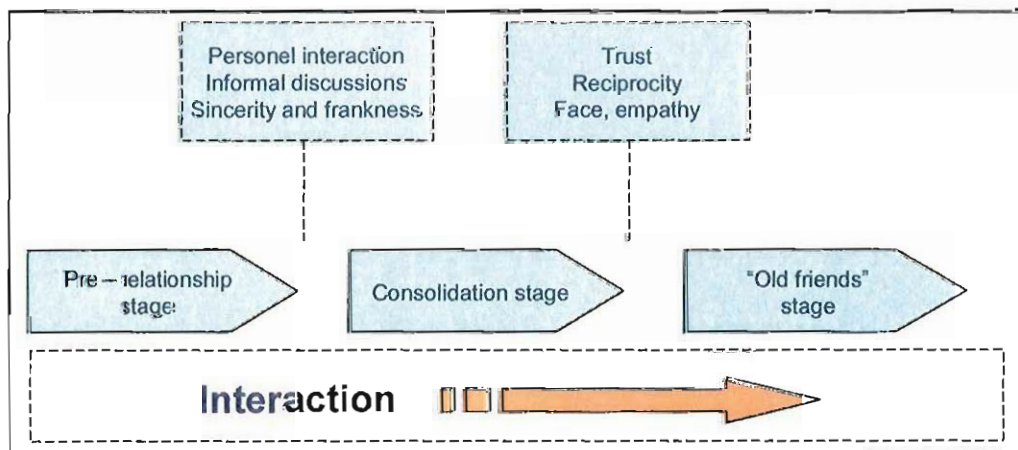 Personel interaction
Informal discussions
Sincerity and frankness
Trust
Reciprocity
Face, empathy
Pre – relationship
stage
Consolidation stage
"Old friends"
stage
Interaction